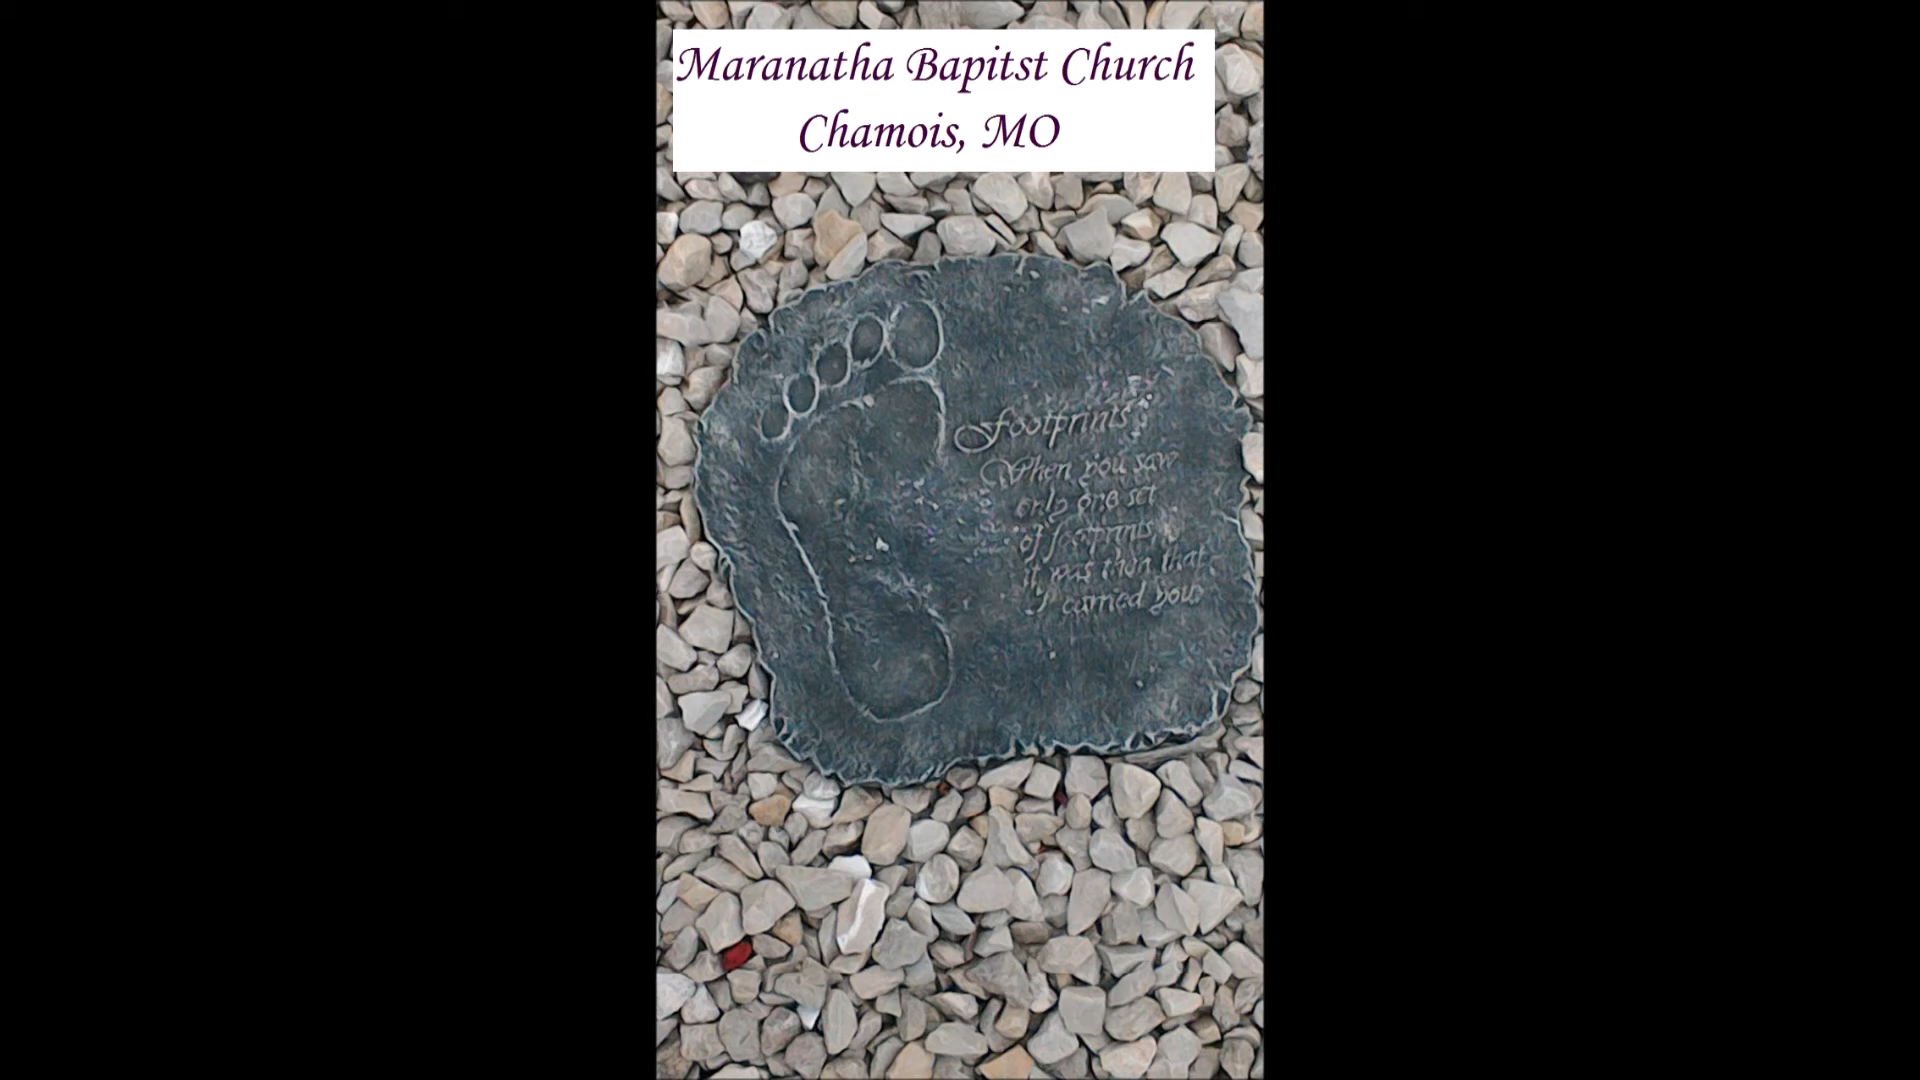 Maranatha Bapitst Church
Chamois, MO
Footprints
When you saw
only one set
of footprints,
it was then that
I carried you.